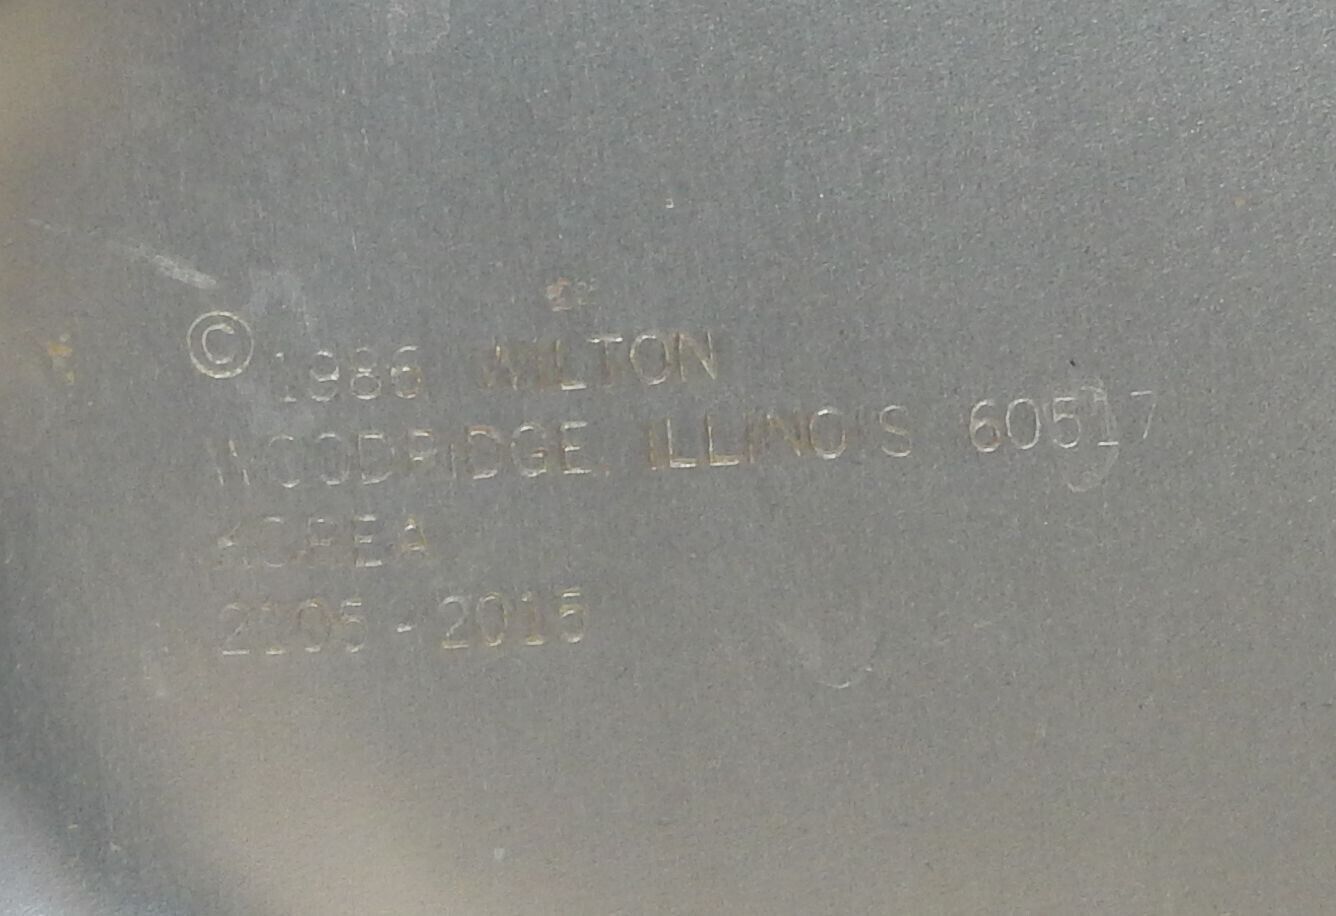 © 1986 WILTON
WOODRIDGE, ILLINOIS 60517
KOREA
2105-2015